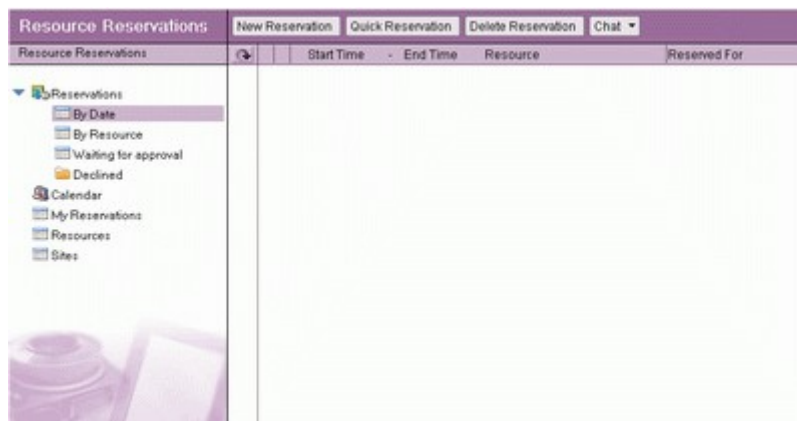 Resource Reservations
New Reservation Quick Reservation Delete Reservation Chat
Resource Reservations
Start Time - End Time Resource Reserved For
Reservations
By Date
By Resource
Waiting for approval
Declined
Calendar
My Reservations
Resources
Sites